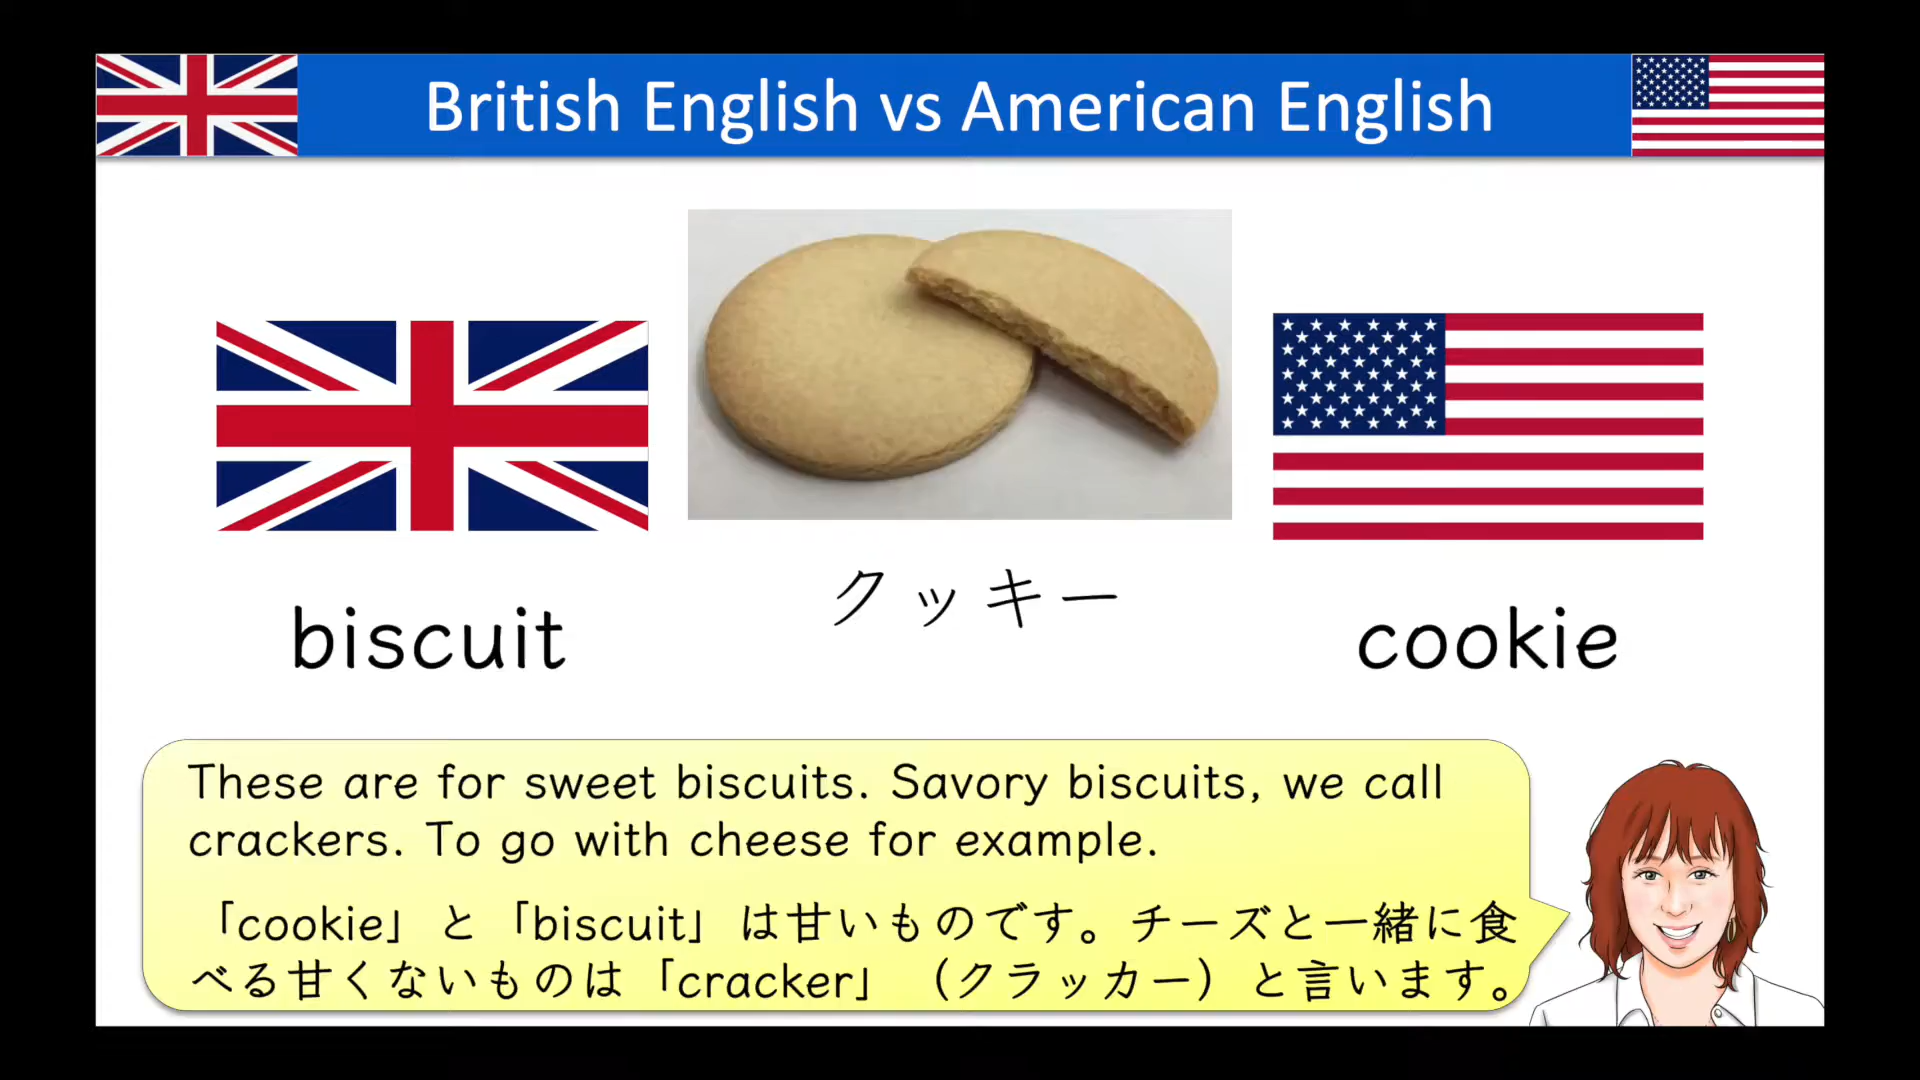 British English vs American English
クッキー
biscuit
cookie
These are for sweet biscuits. Savory biscuits, we call
crackers. To go with cheese for example.
「cookie」と「biscuit」は甘いものです。チーズと一緒に食
べる甘くないものは「cracker」（クラッカー）と言います。